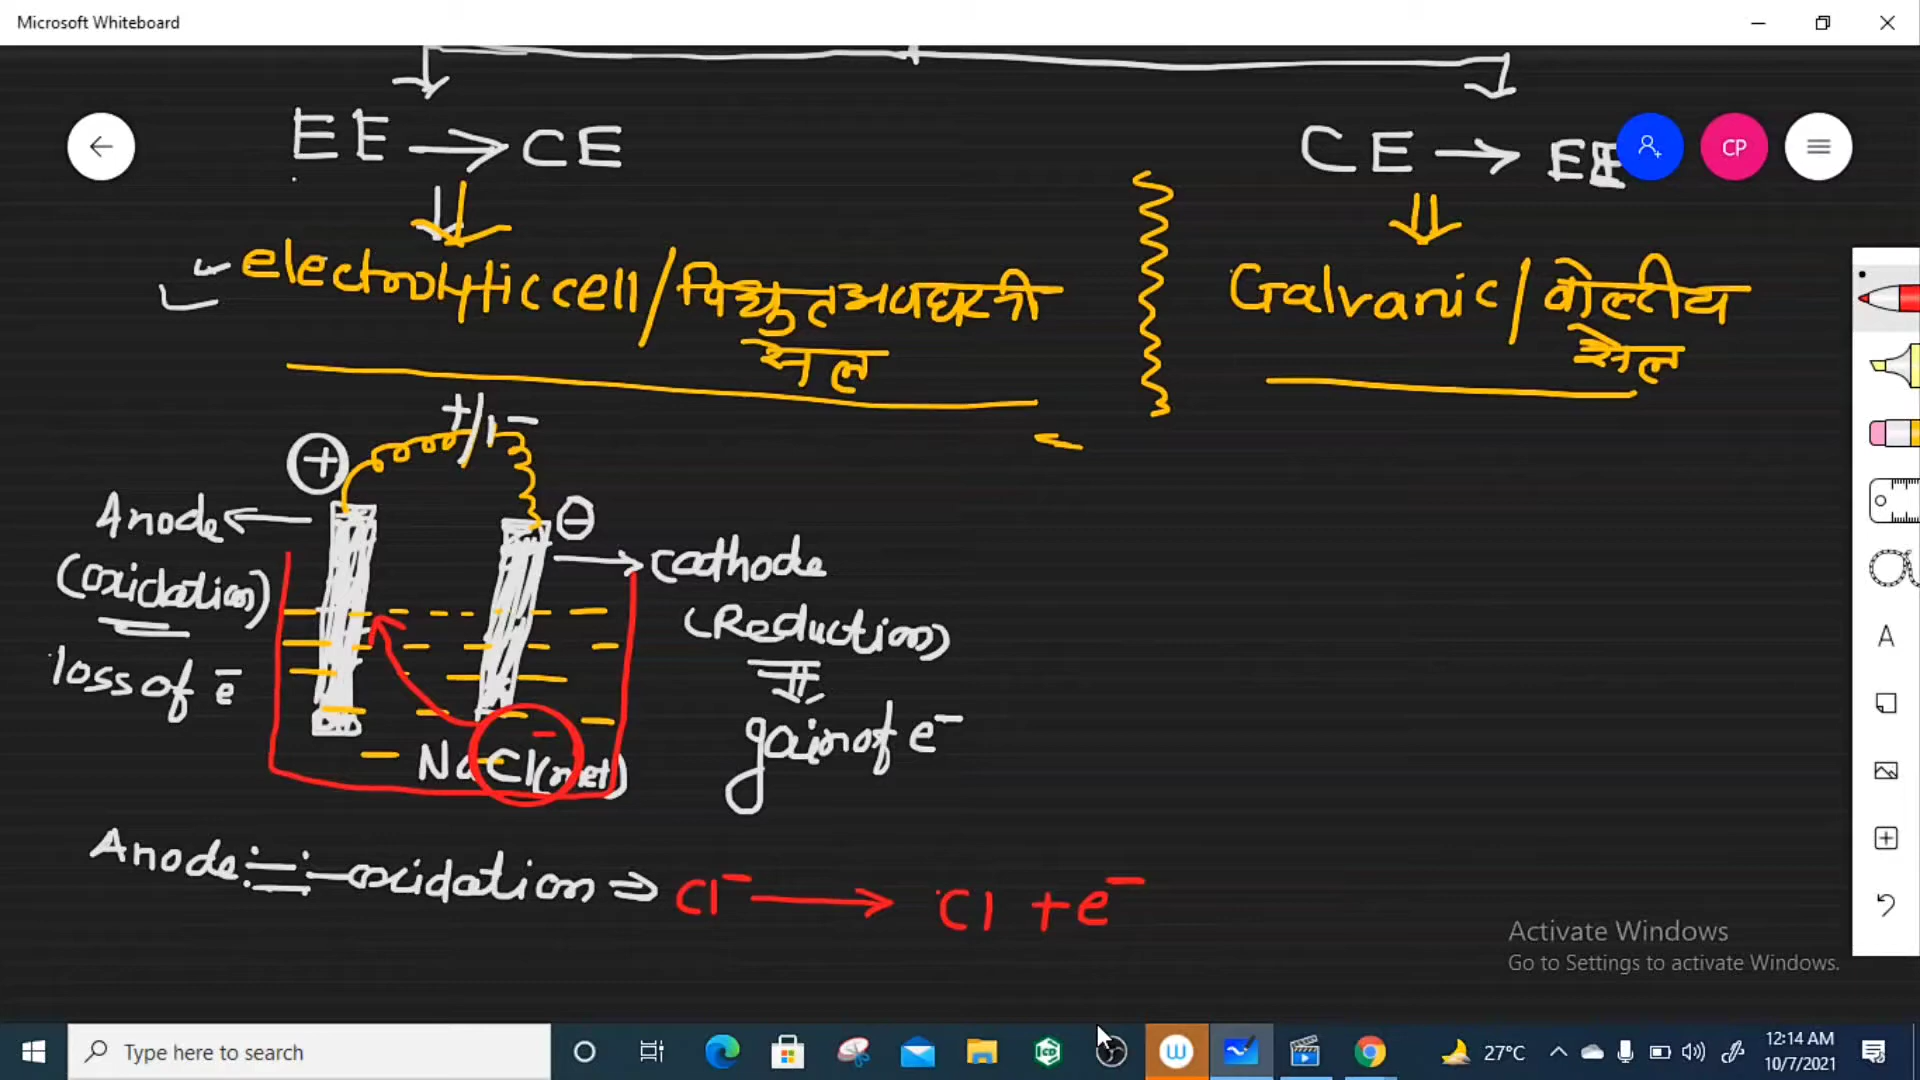 Microsoft Whiteboard
EE → CE
CE → EE
CP
electrolytic cell / विद्युत अपघटनी
सेल
Galvanic / वोल्टीय
सेल
+ -
+
-
Anode
(oxidation)
loss of e-
cathode
(Reduction)
gain of e-
NaCl-(met)
Anode :=:- oxidation ⇒ Cl- → Cl + e-
A
Activate Windows
Go to Settings to activate Windows.
Type here to search
27°C
12:14 AM
10/7/2021